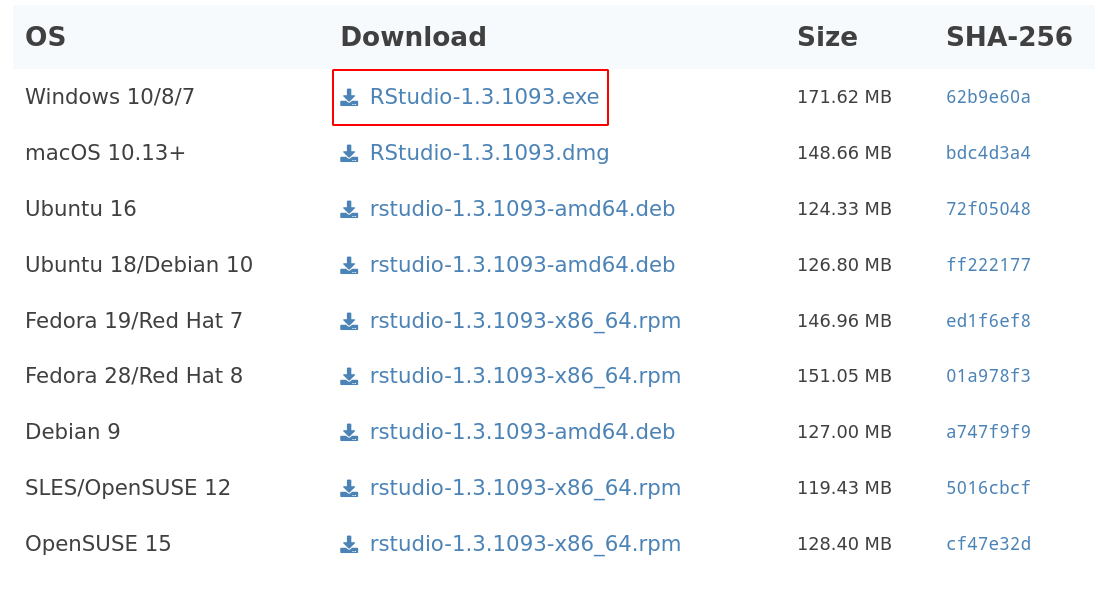 OS Download Size SHA-256
Windows 10/8/7 RStudio-1.3.1093.exe 171.62 MB 62b9e60a
macOS 10.13+ RStudio-1.3.1093.dmg 148.66 MB bdc4d3a4
Ubuntu 16 rstudio-1.3.1093-amd64.deb 124.33 MB 72f05048
Ubuntu 18/Debian 10 rstudio-1.3.1093-amd64.deb 126.80 MB ff222177
Fedora 19/Red Hat 7 rstudio-1.3.1093-x86_64.rpm 146.96 MB ed1f6ef8
Fedora 28/Red Hat 8 rstudio-1.3.1093-x86_64.rpm 151.05 MB 01a978f3
Debian 9 rstudio-1.3.1093-amd64.deb 127.00 MB a747f9f9
SLES/OpenSUSE 12 rstudio-1.3.1093-x86_64.rpm 119.43 MB 5016cbcf
OpenSUSE 15 rstudio-1.3.1093-x86_64.rpm 128.40 MB cf47e32d